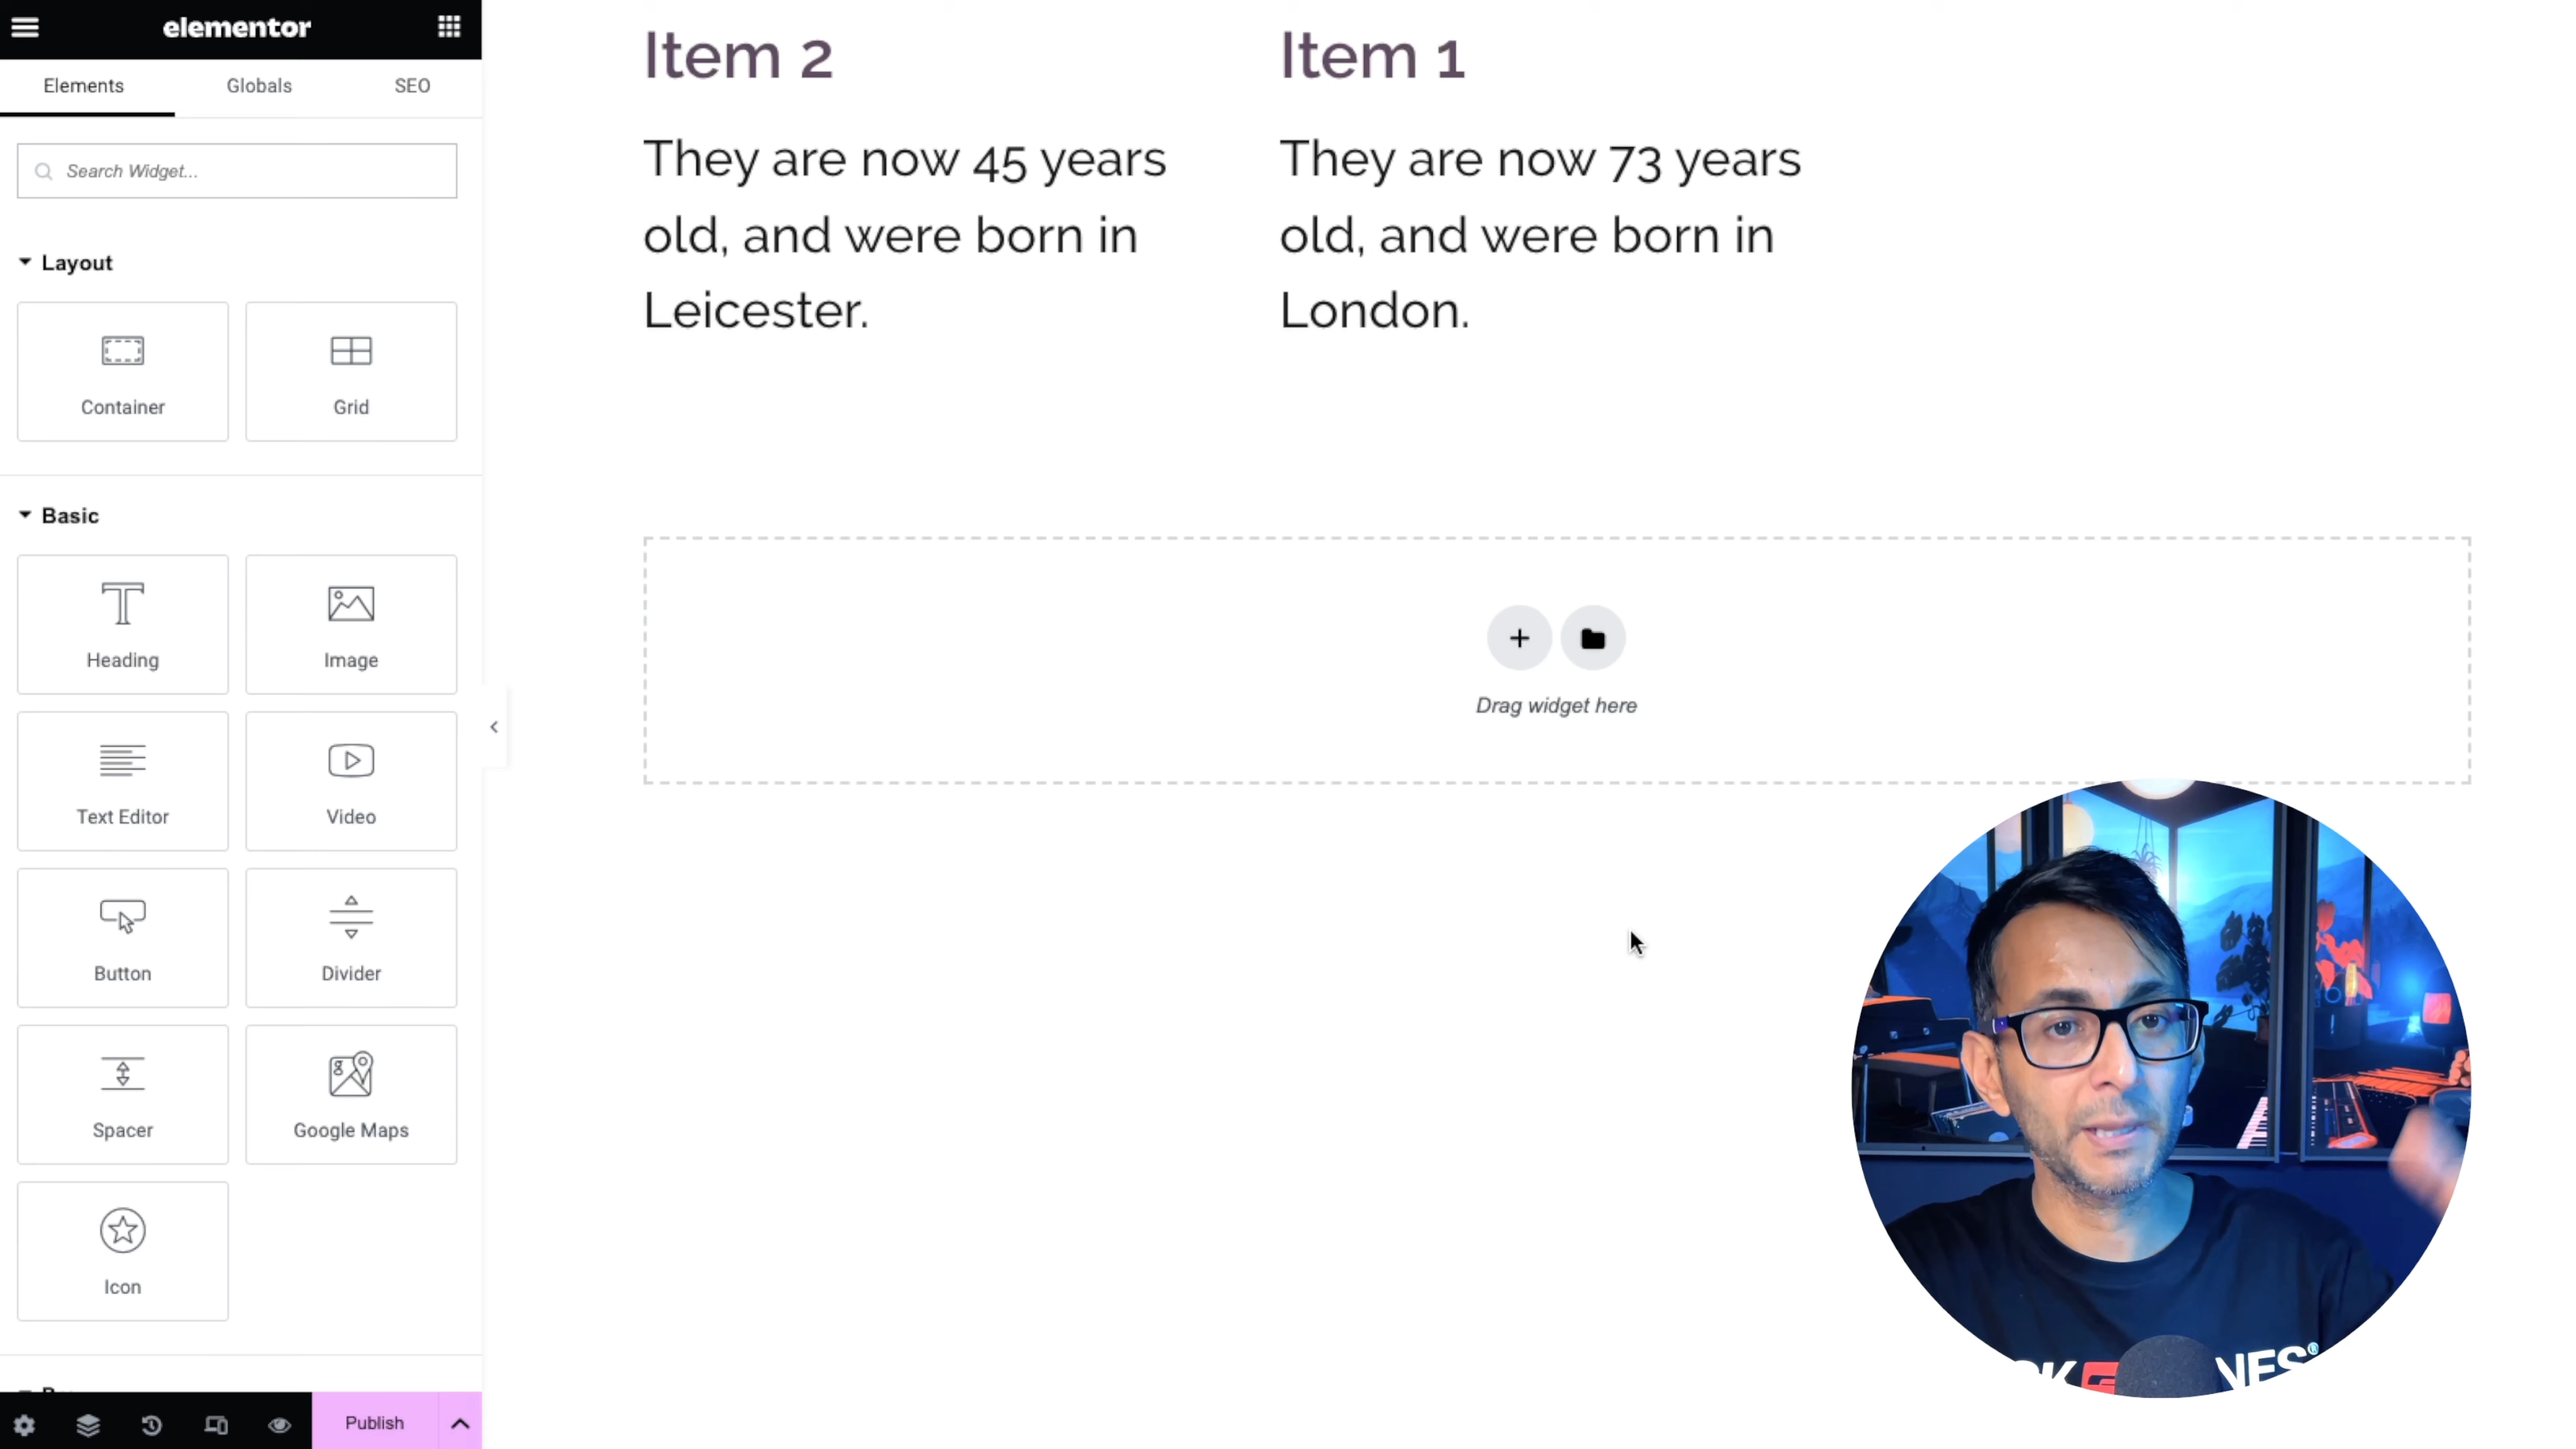 elementor
Elements
Globals
SEO
Search Widget...
Layout
Container
Grid
Basic
Heading
Image
Text Editor
Video
Button
Divider
Spacer
Google Maps
Icon
Publish
Item 2
They are now 45 years
old, and were born in
Leicester.
Item 1
They are now 73 years
old, and were born in
London.
Drag widget here